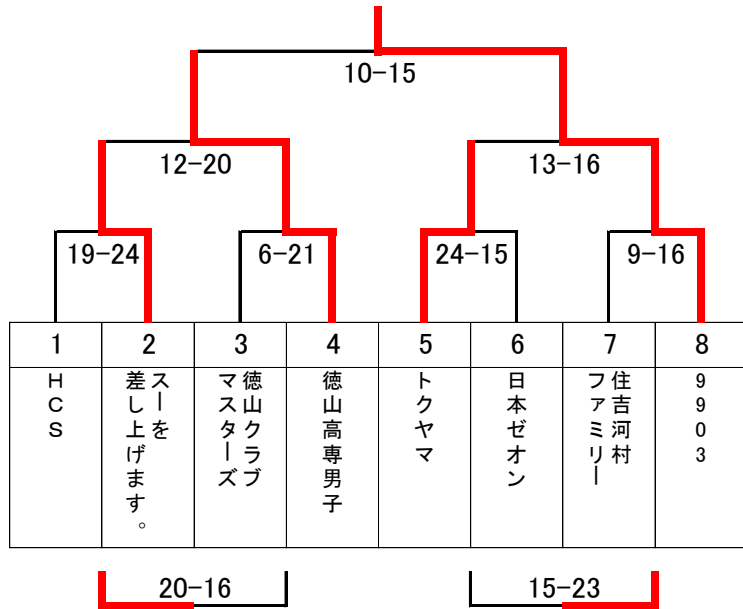 10-15
12-20
13-16
19-24
6-21
24-15
9-16
1
2
3
4
5
6
7
8
HCS
スーを
差し上げます。
徳山クラブ
マスターズ
徳山高専男子
トクヤマ
日本ゼオン
住吉河村
ファミリー
9903
20-16
15-23